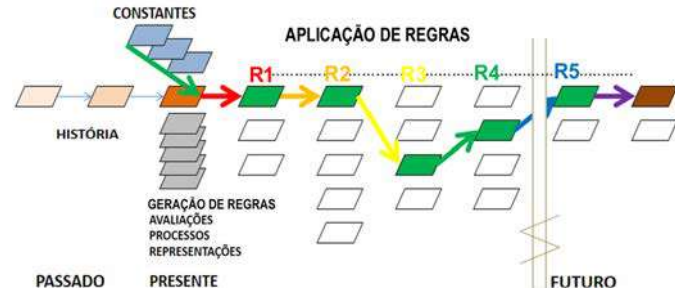 CONSTANTES
APLICAÇÃO DE REGRAS
R1 R2 R3 R4 R5
HISTÓRIA
GERAÇÃO DE REGRAS
AVALIAÇÕES
PROCESSOS
REPRESENTAÇÕES
PASSADO PRESENTE FUTURO